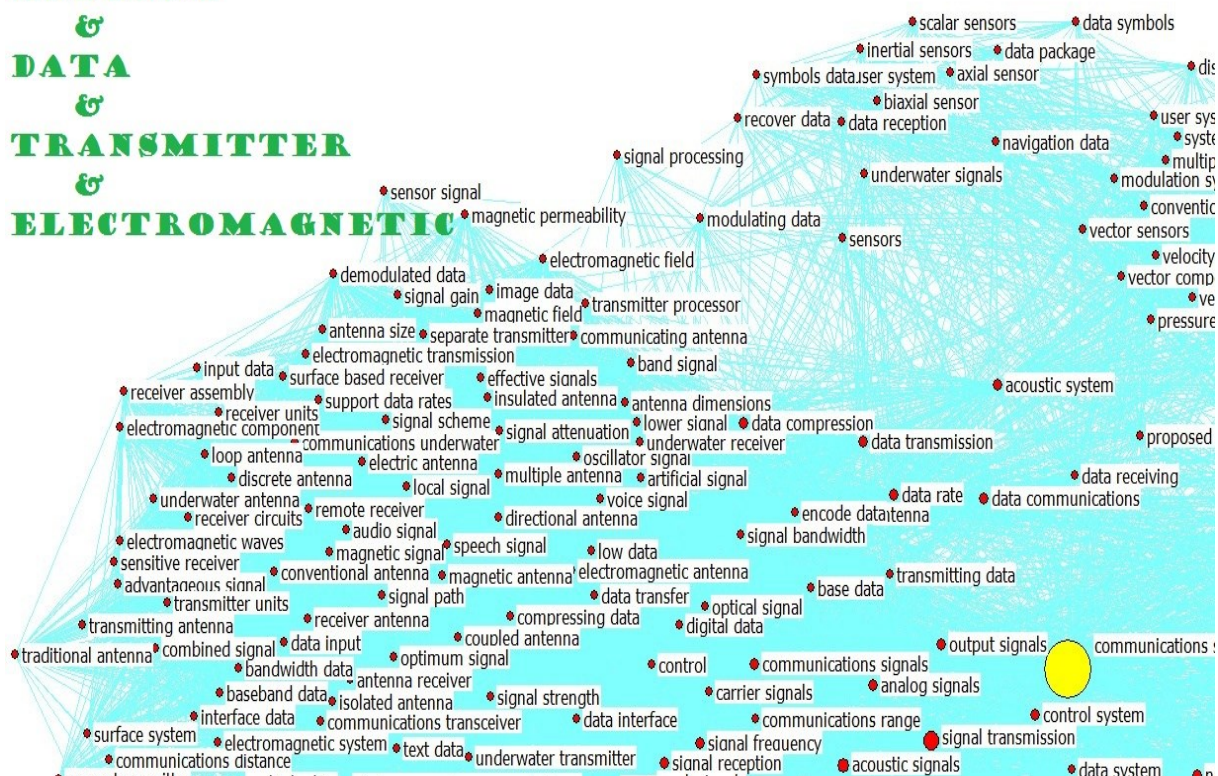 &
DATA
&
TRANSMITTER
&
ELECTROMAGNETIC
scalar sensors
data symbols
inertial sensors
data package
symbols data
user system
axial sensor
biaxial sensor
recover data
data reception
user sys
navigation data
signal processing
underwater signals
modulation sy
sensor signal
magnetic permeability
modulating data
vector sensors
sensors
electromagnetic field
velocity
demodulated data
vector comp
signal gain
image data
transmitter processor
magnetic field
pressure
antenna size
separate transmitter
communicating antenna
electromagnetic transmission
band signal
input data
surface based receiver
effective signals
acoustic system
receiver assembly
support data rates
insulated antenna
antenna dimensions
receiver units
signal scheme
lower signal
data compression
electromagnetic component
signal attenuation
communications underwater
underwater receiver
data transmission
proposed
loop antenna
electric antenna
oscillator signal
discrete antenna
multiple antenna
artificial signal
data receiving
local signal
underwater antenna
voice signal
data rate
data communications
remote receiver
receiver circuits
directional antenna
encode data
tenna
audio signal
signal bandwidth
electromagnetic waves
magnetic signal
speech signal
low data
sensitive receiver
conventional antenna
magnetic antenna
electromagnetic antenna
transmitting data
advantageous signal
base data
signal path
data transfer
transmitter units
optical signal
receiver antenna
compressing data
transmitting antenna
digital data
data input
coupled antenna
output signals
communications s
traditional antenna
combined signal
optimum signal
control
communications signals
bandwidth data
antenna receiver
analog signals
baseband data
isolated antenna
signal strength
carrier signals
interface data
communications transceiver
data interface
communications range
control system
surface system
electromagnetic system
text data
underwater transmitter
signal frequency
signal transmission
communications distance
signal reception
acoustic signals
data system